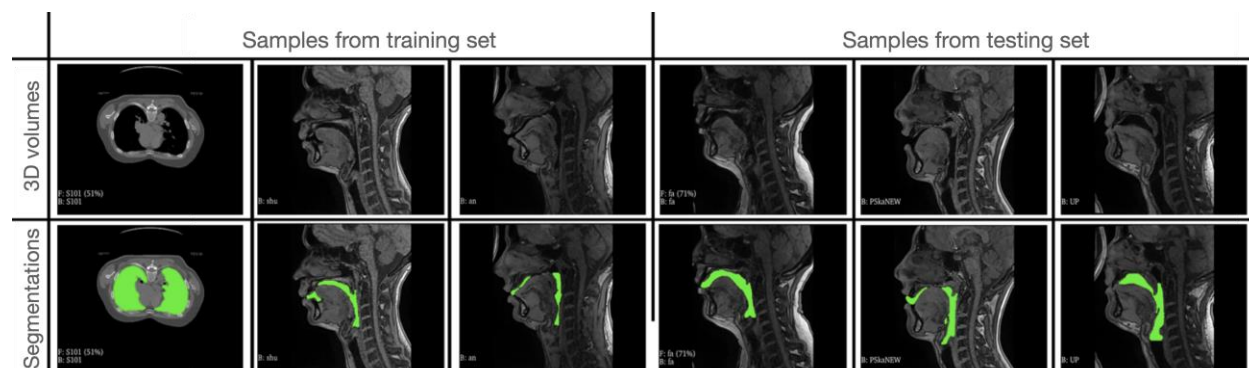 Samples from training set
Samples from testing set
3D volumes
F: S101 (51%)
B: S101
B: shu
B: an
F: fa (71%)
B: fa
B: PSkaNEW
B: UP
Segmentations
F: S101 (51%)
B: S101
B: shu
B: an
F: fa (71%)
B: fa
B: PSkaNEW
B: UP